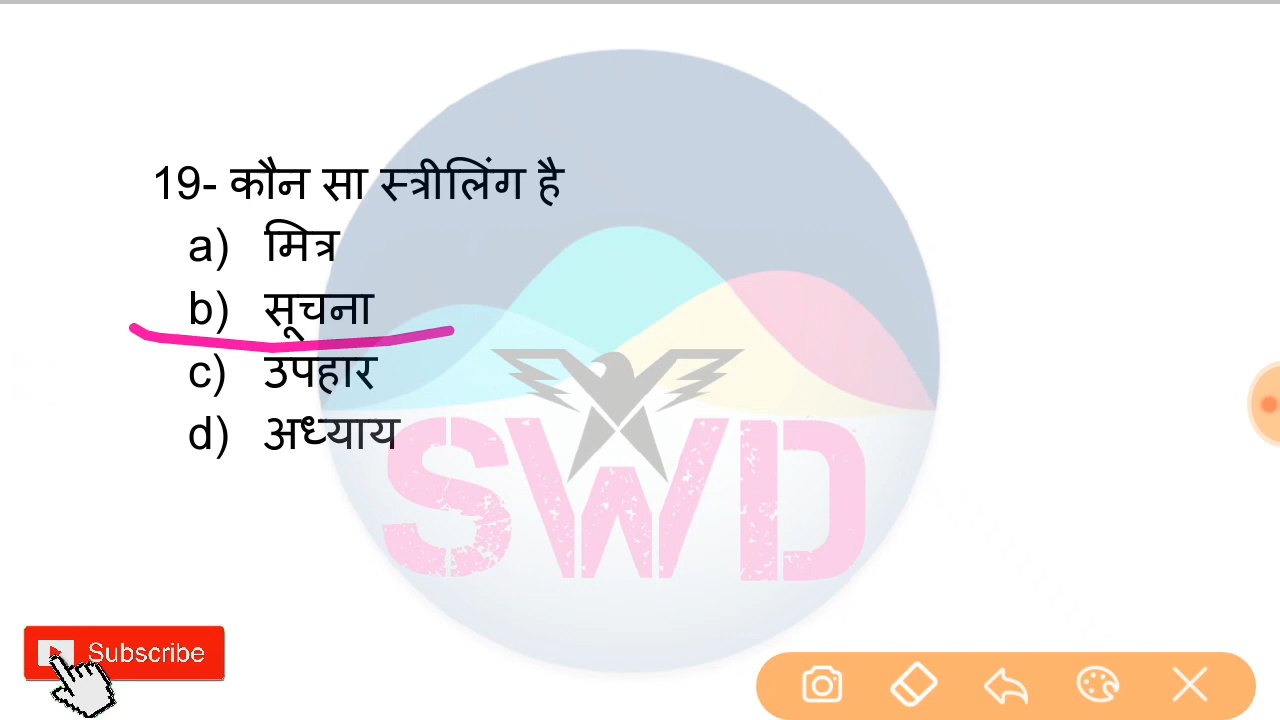 19- कौन सा स्त्रीलिंग है
a) मित्र
b) सूचना
c) उपहार
d) अध्याय
SWD
Subscribe